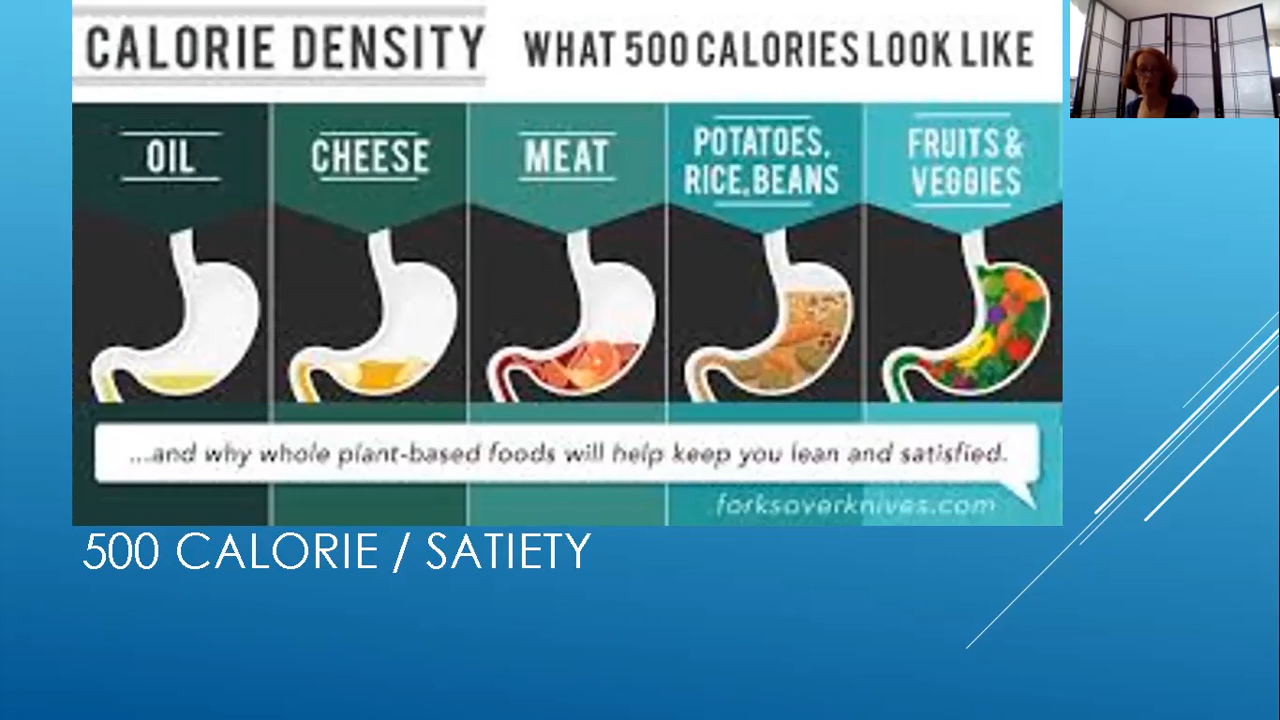 CALORIE DENSITY WHAT 500 CALORIES LOOK LIKE
OIL
CHEESE
MEAT
POTATOES,
RICE, BEANS
FRUITS &
VEGGIES
...and why whole plant-based foods will help keep you lean and satisfied.
forksoverknives.com
500 CALORIE / SATIETY